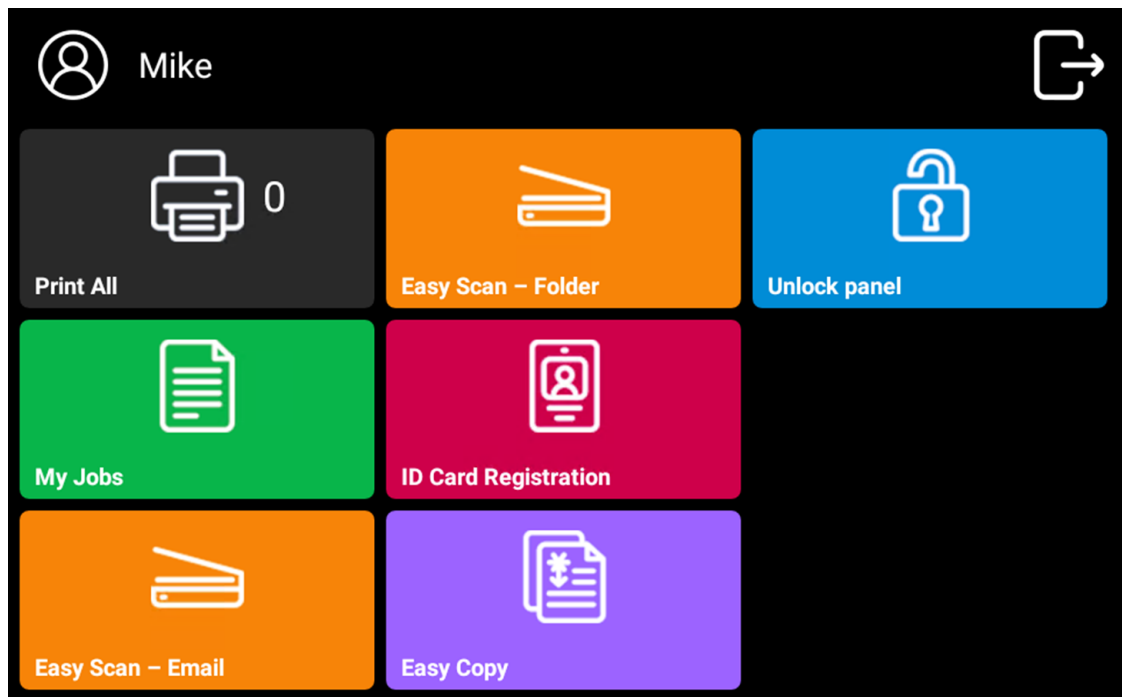 Mike
0
Print All
Easy Scan – Folder
Unlock panel
My Jobs
ID Card Registration
Easy Scan – Email
Easy Copy